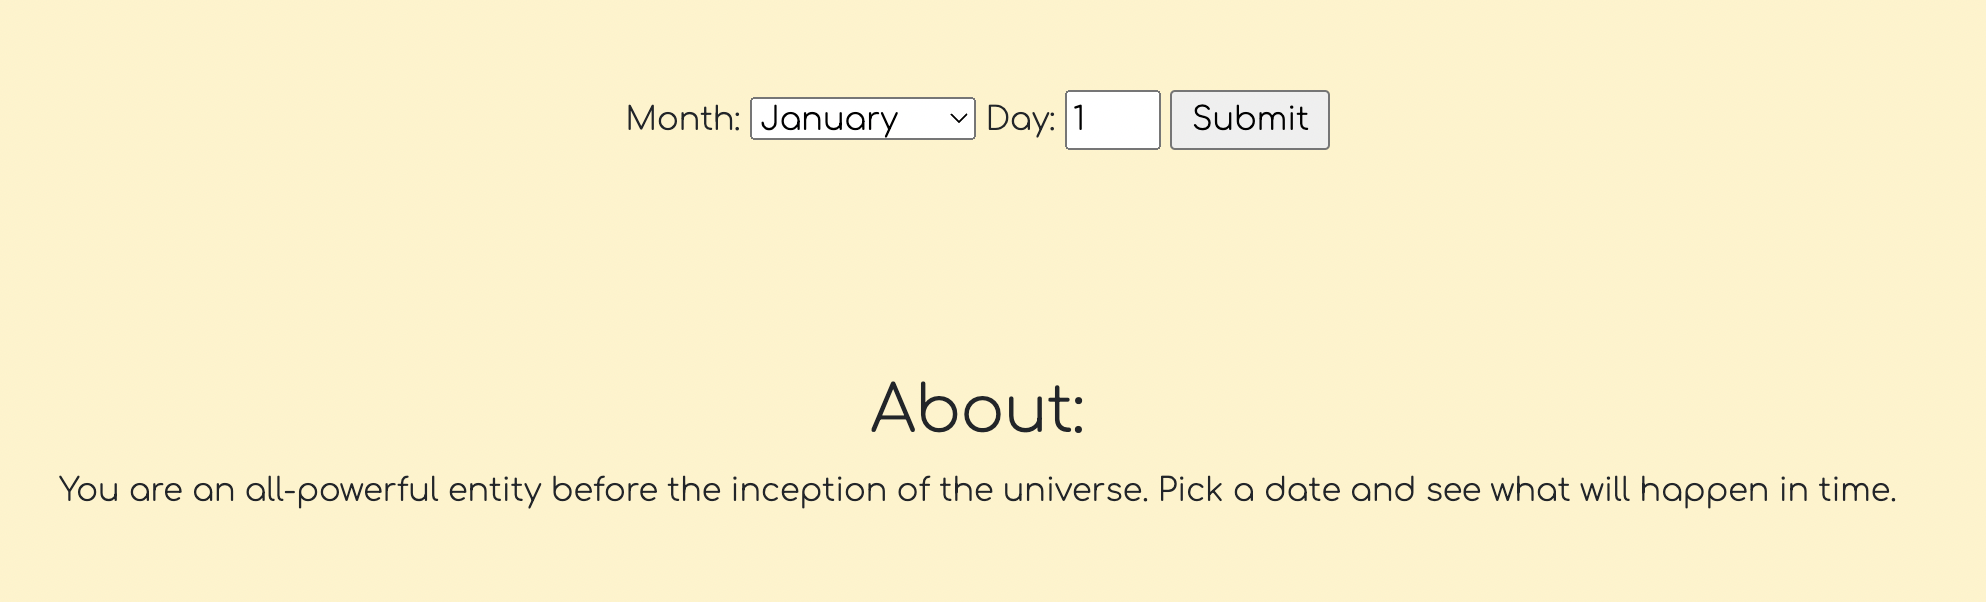 Month: January Day: 1 Submit
About:
You are an all-powerful entity before the inception of the universe. Pick a date and see what will happen in time.